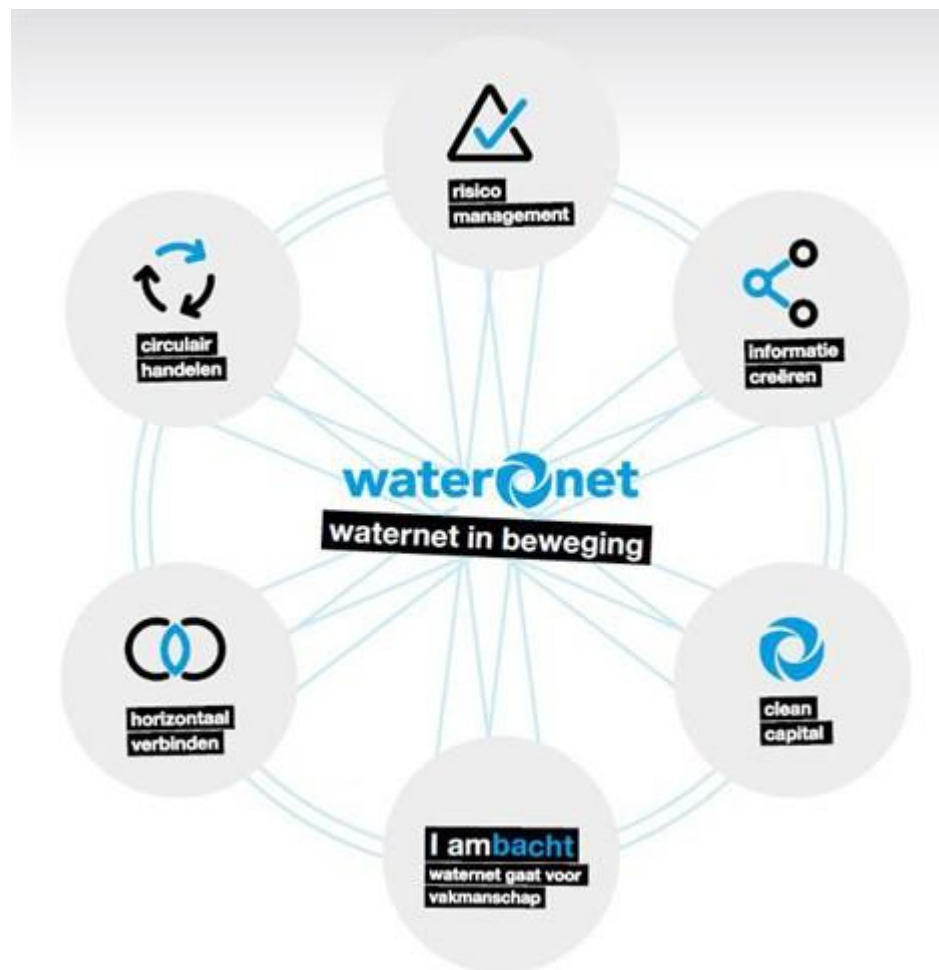 risico
management
circulair
handelen
informatie
creëren
waternet
waternet in beweging
horizontaal
verbinden
clean
capital
I ambacht
waternet gaat voor
vakmanschap